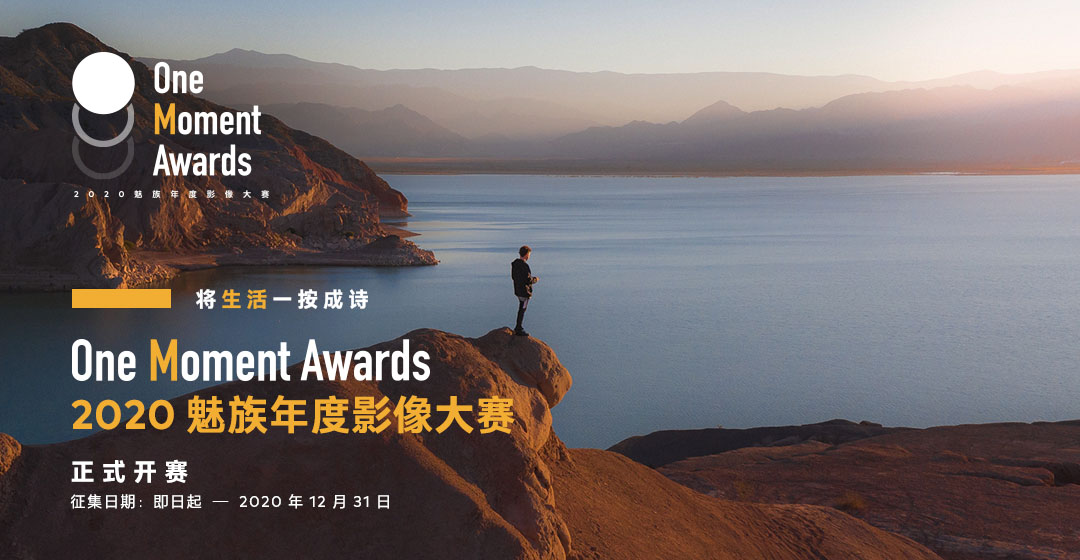 One
Moment
Awards
2020魅族年度影像大赛
将生活一按成诗
One Moment Awards
2020 魅族年度影像大赛
正式开赛
征集日期：即日起 — 2020 年 12 月 31 日